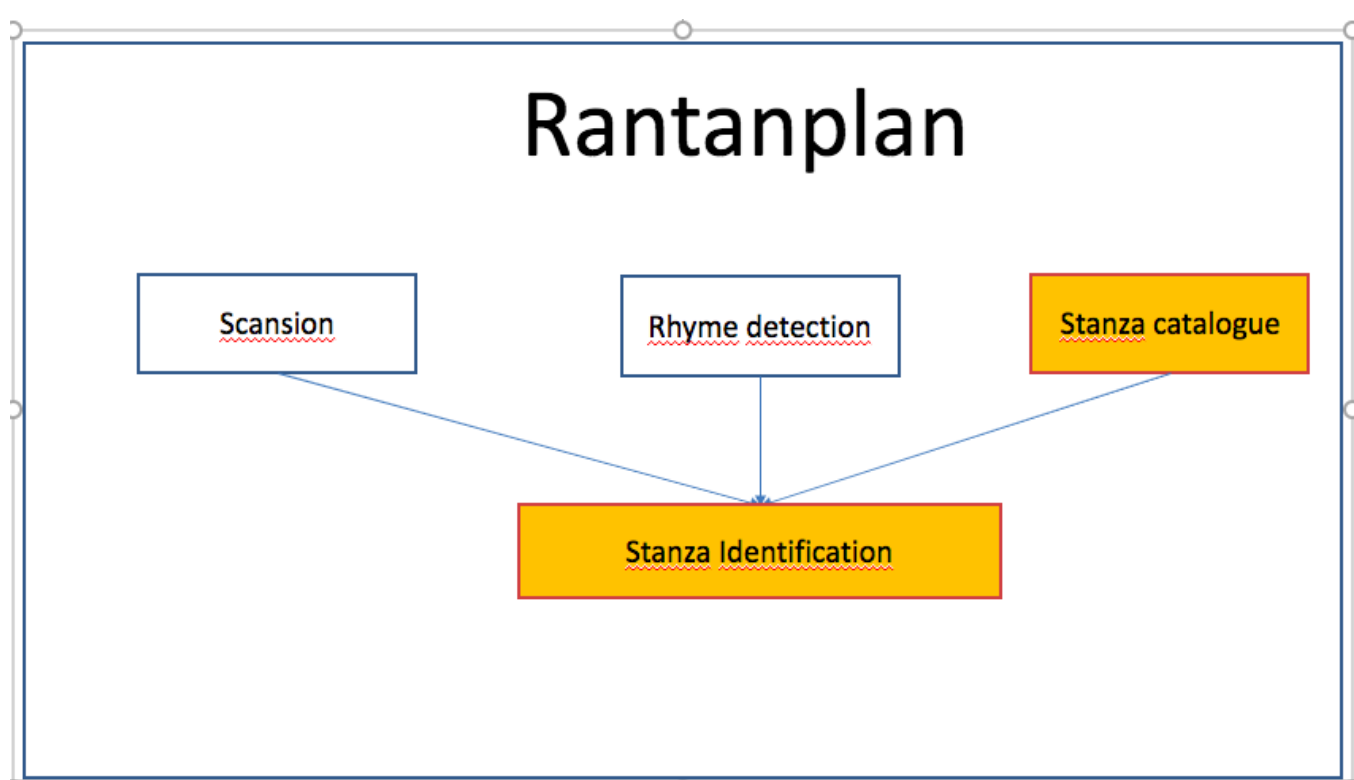 Rantanplan
Scansion
Rhyme detection
Stanza catalogue
Stanza Identification